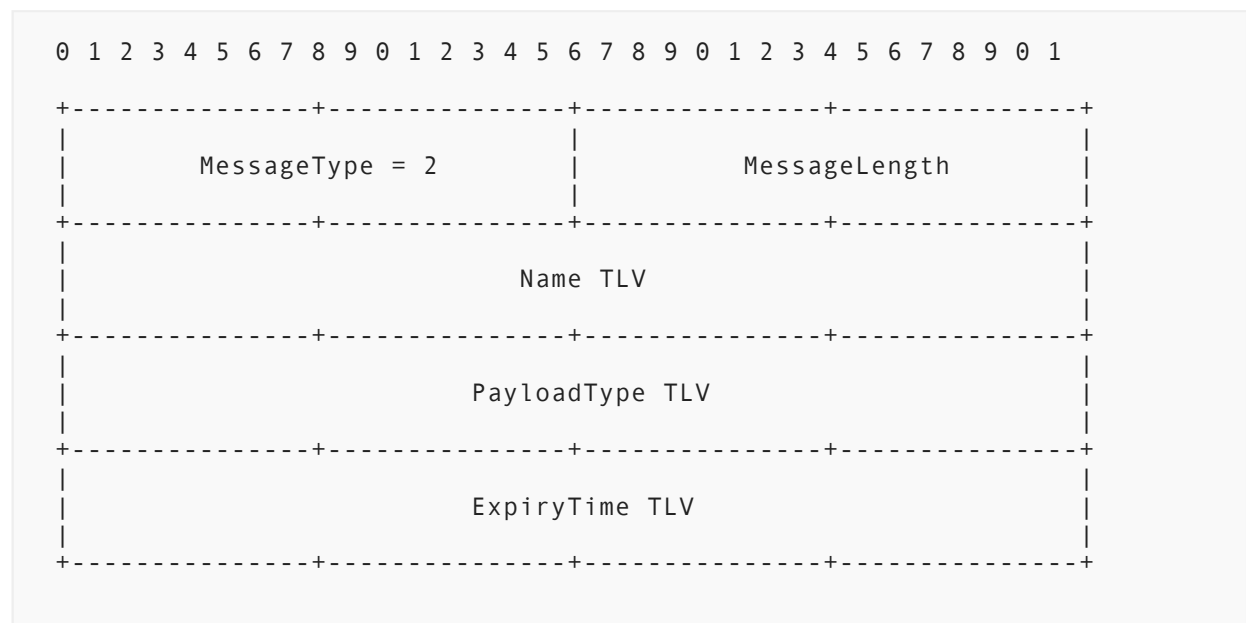 0 1 2 3 4 5 6 7 8 9 0 1 2 3 4 5 6 7 8 9 0 1 2 3 4 5 6 7 8 9 0 1
+---------------+---------------+---------------+---------------+
|                               |                               |
|        MessageType = 2        |          MessageLength        |
|                               |                               |
+---------------+---------------+---------------+---------------+
|                                                               |
|                            Name TLV                           |
|                                                               |
+---------------+---------------+---------------+---------------+
|                                                               |
|                         PayloadType TLV                       |
|                                                               |
+---------------+---------------+---------------+---------------+
|                                                               |
|                         ExpiryTime TLV                        |
|                                                               |
+---------------+---------------+---------------+---------------+